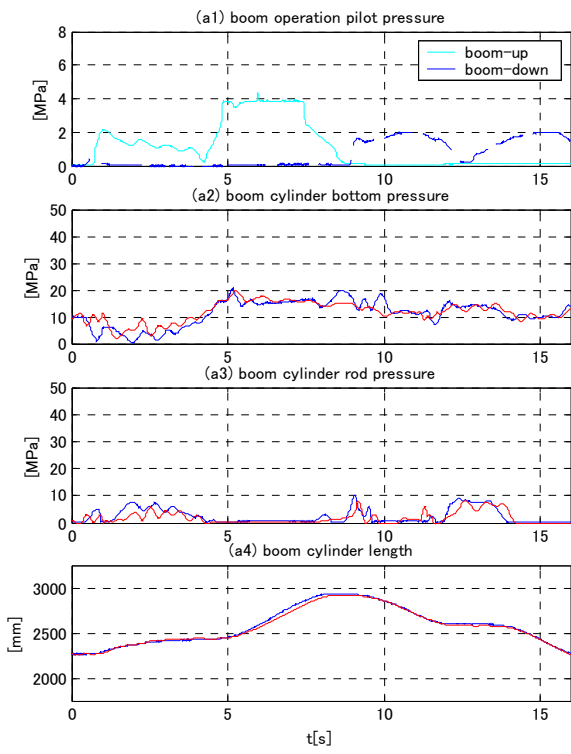 (a1) boom operation pilot pressure
8
6
4
2
0
[MPa]
boom-up
boom-down
0 5 10 15
(a2) boom cylinder bottom pressure
50
40
30
20
10
0
[MPa]
0 5 10 15
(a3) boom cylinder rod pressure
50
40
30
20
10
0
[MPa]
0 5 10 15
(a4) boom cylinder length
3000
2500
2000
[mm]
0 5 10 15
t[s]